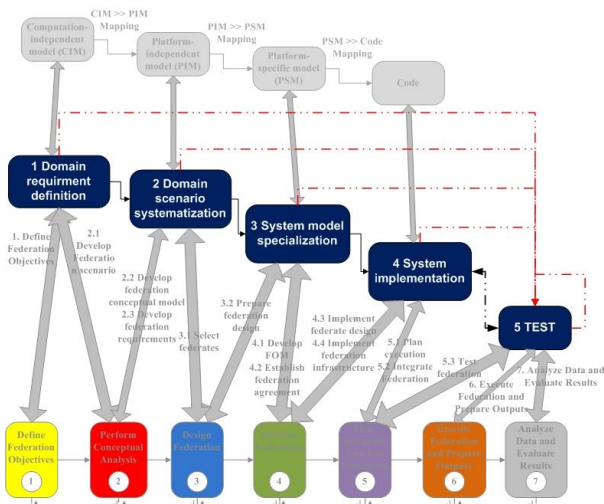 CIM >> PIM
Mapping
PIM >> PSM
Mapping
PSM >> Code
Mapping
Computation-
independent
model (CIM)
Platform-
independent
model (PIM)
Platform-
specific model
(PSM)
Code
1 Domain
requirment
definition
2 Domain
scenario
systematization
3 System model
specialization
4 System
implementation
5 TEST
1. Define
Federation
Objectives
2.1
Develop
Federatio
n scenario
2.2 Develop
federation
conceptual model
2.3 Develop
federation
requirements
3.1 Select
federates
3.2 Prepare
federation
design
4.1 Develop
FOM
4.2 Establish
federation
agreement
4.3 Implement
federate design
4.4 Implement
federation
infrastructure
5.1 Plan
execution
5.2 Integrate
Federation
5.3 Test
federation
6. Execute
Federation and
Prepare Outputs
7. Analyze Data and
Evaluate Results
Define
Federation
Objectives
1
Perform
Conceptual
Analysis
2
Design
Federation
3
4
5
Execute
Federation
and Prepare
Outputs
6
Analyze
Data and
Evaluate
Results
7